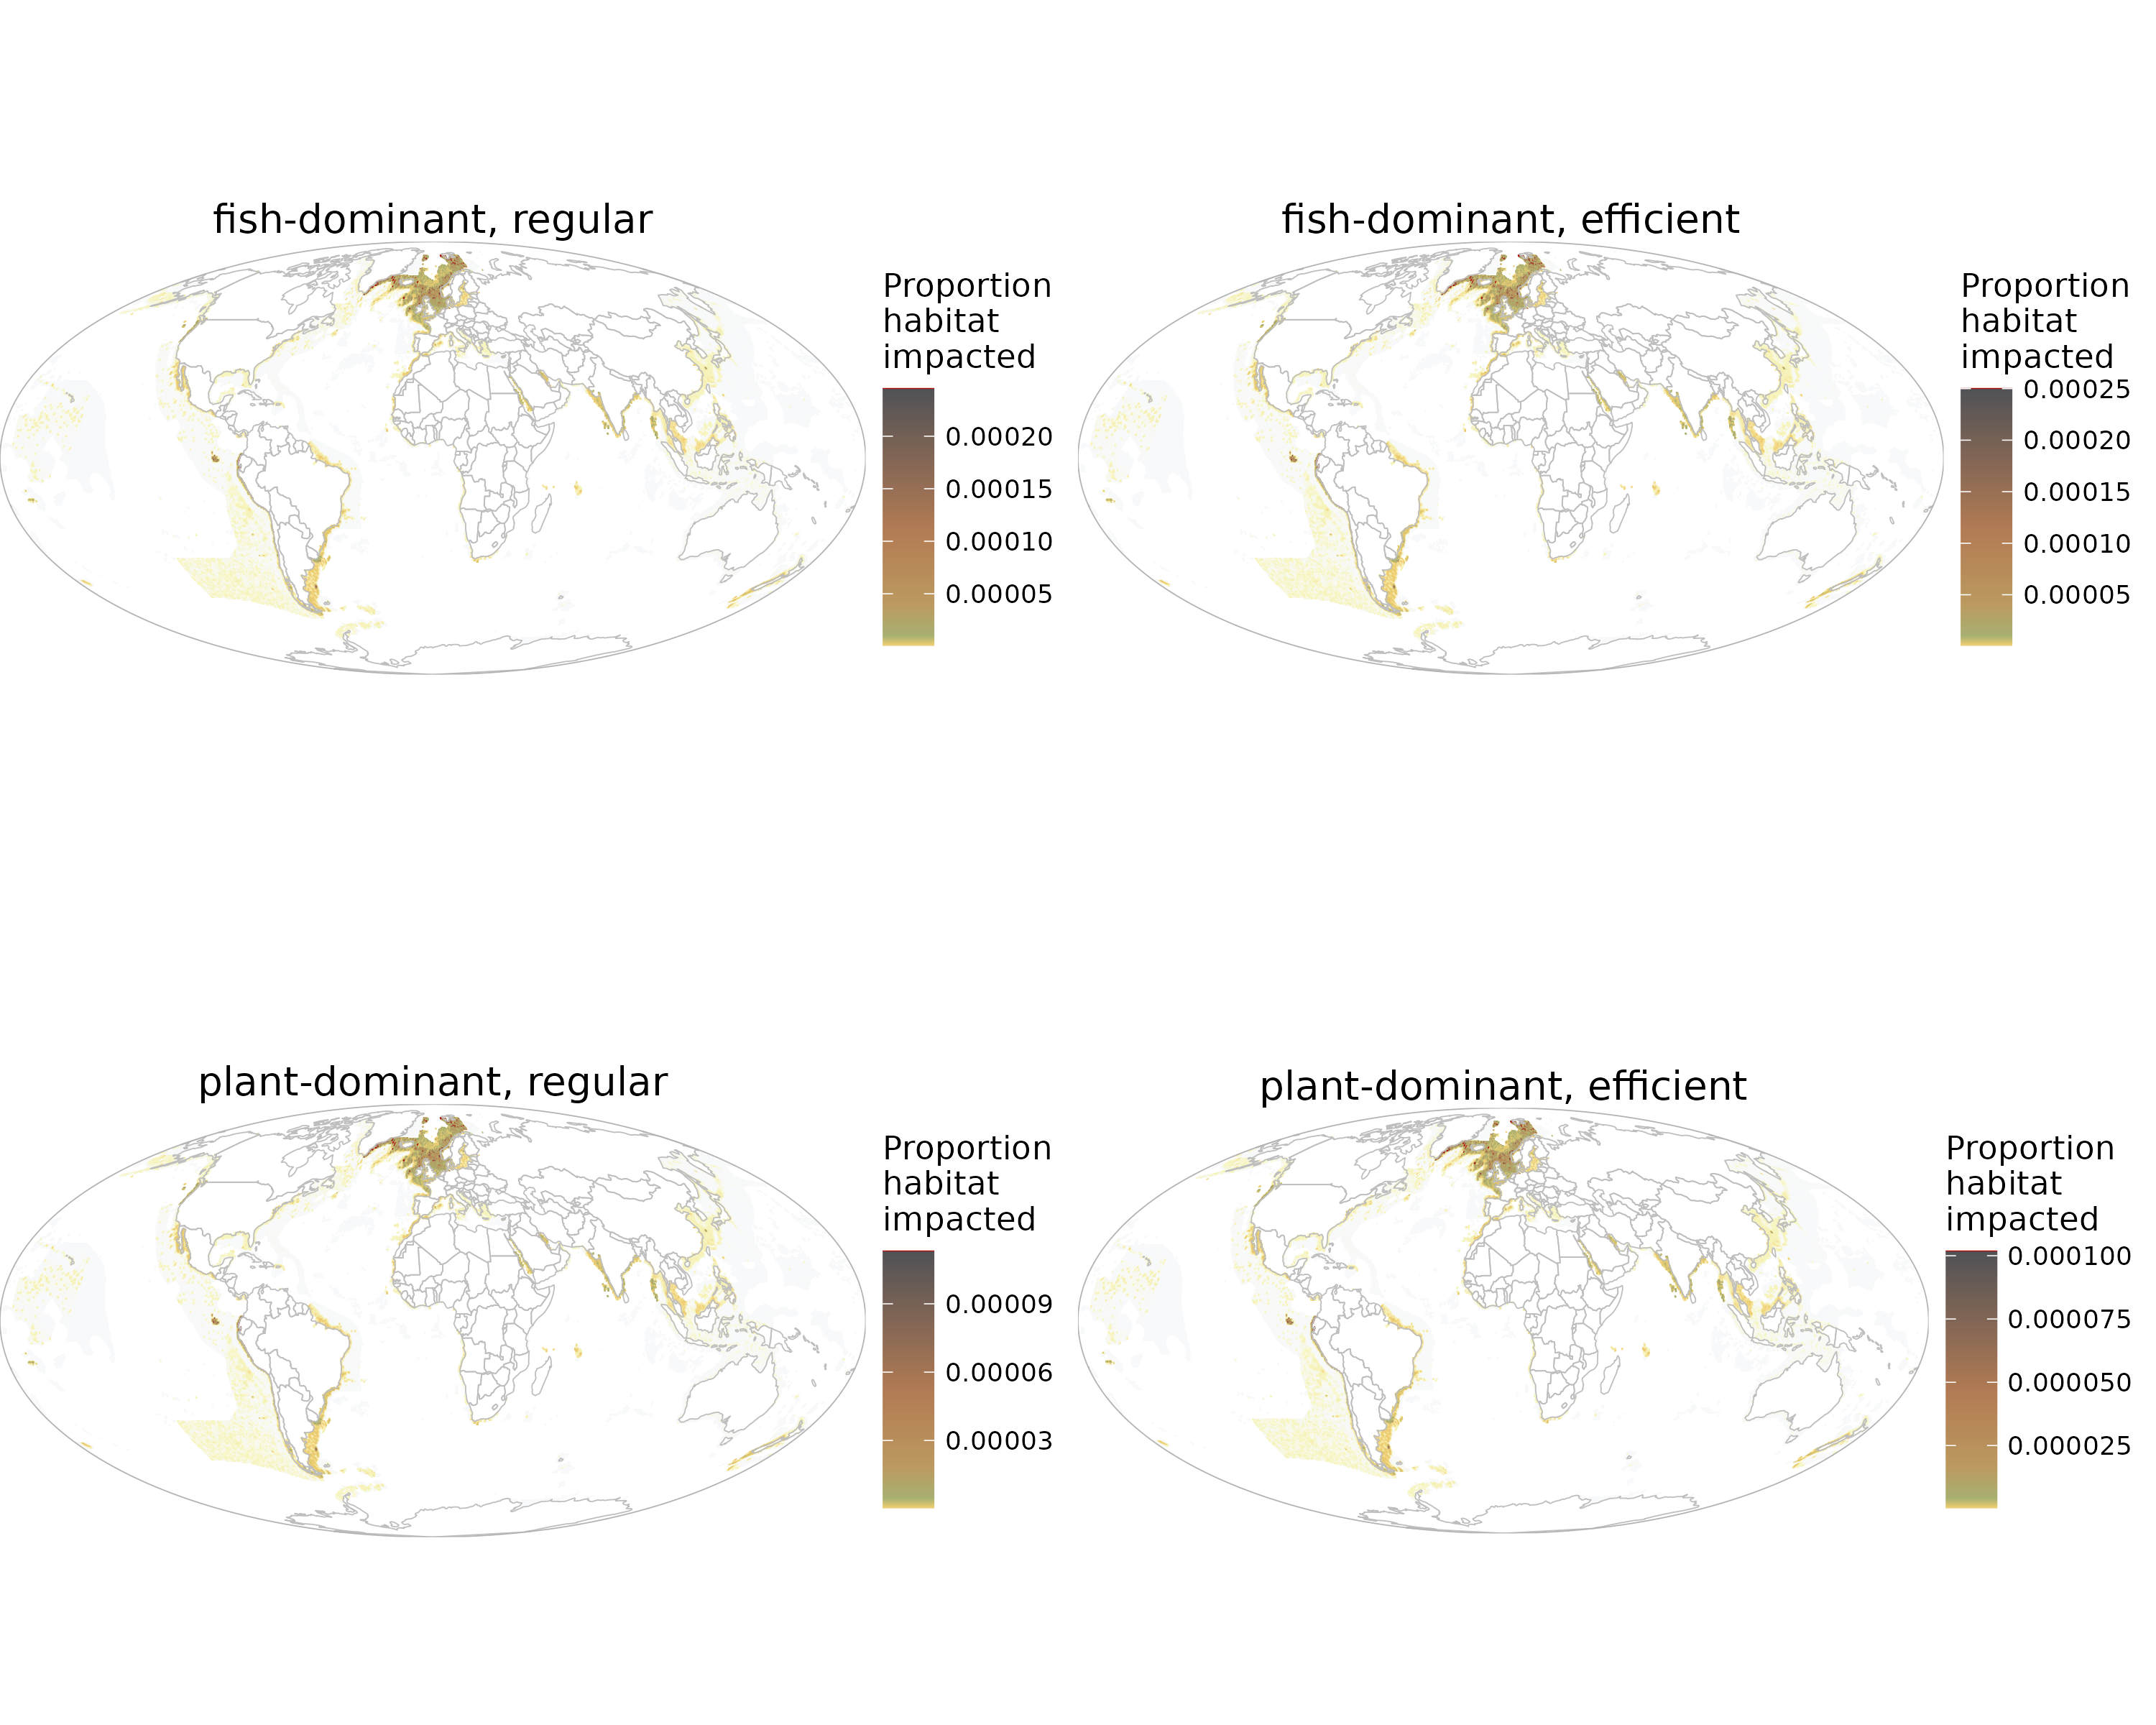 fish-dominant, regular
Proportion
habitat
impacted
0.00020
0.00015
0.00010
0.00005
fish-dominant, efficient
Proportion
habitat
impacted
0.00025
0.00020
0.00015
0.00010
0.00005
plant-dominant, regular
Proportion
habitat
impacted
0.00009
0.00006
0.00003
plant-dominant, efficient
Proportion
habitat
impacted
0.000100
0.000075
0.000050
0.000025